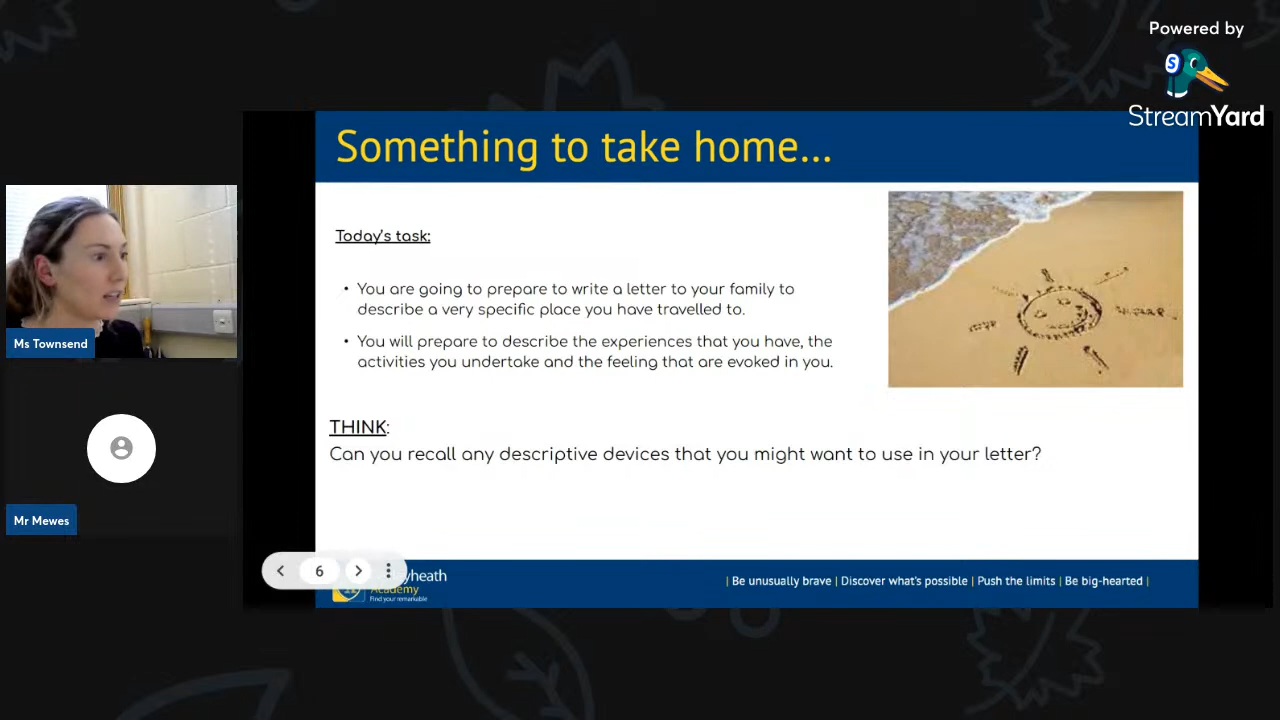 Powered by
StreamYard
Something to take home...
Today's task:
• You are going to prepare to write a letter to your family to
describe a very specific place you have travelled to.
• You will prepare to describe the experiences that you have, the
activities you undertake and the feeling that are evoked in you.
THINK:
Can you recall any descriptive devices that you might want to use in your letter?
Ms Townsend
Mr Mewes
6
Academy
Find your remarkable
| Be unusually brave | Discover what's possible | Push the limits | Be big-hearted |